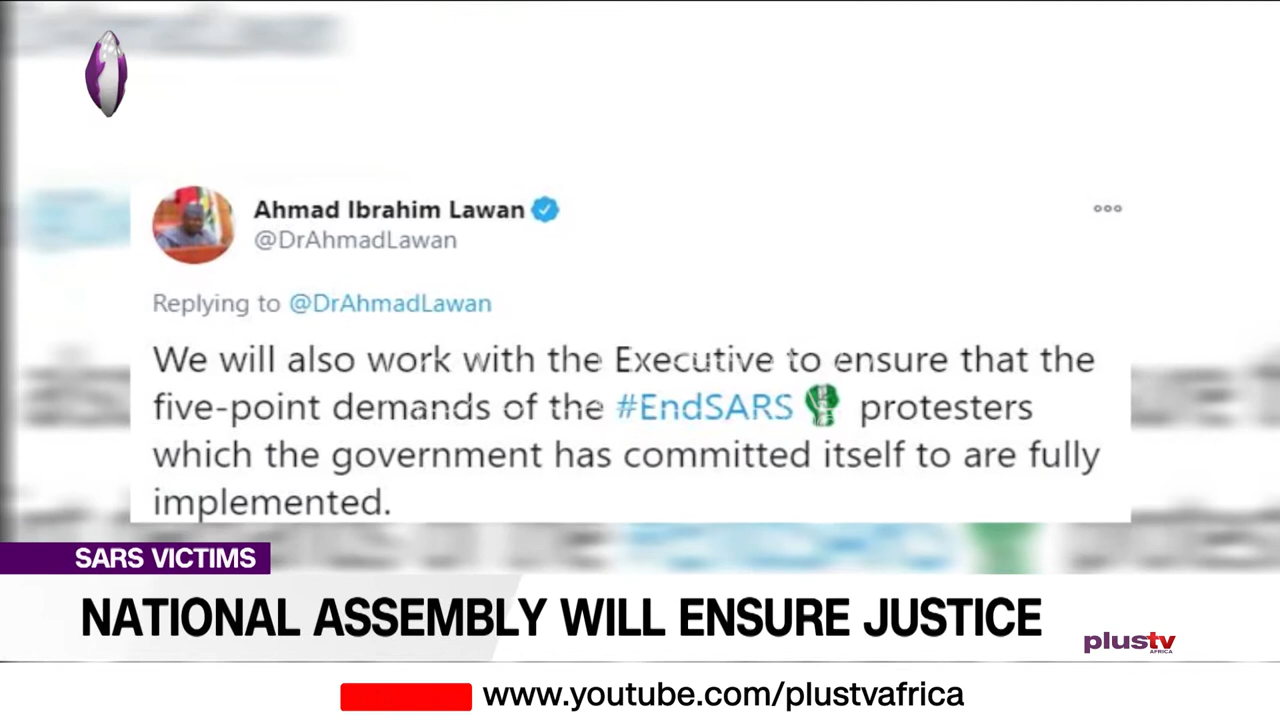 Ahmad Ibrahim Lawan
@DrAhmadLawan
Replying to @DrAhmadLawan
We will also work with the Executive to ensure that the
five-point demands of the #EndSARS protesters
which the government has committed itself to are fully
implemented.
SARS VICTIMS
NATIONAL ASSEMBLY WILL ENSURE JUSTICE
plustv
AFRICA
www.youtube.com/plustvafrica